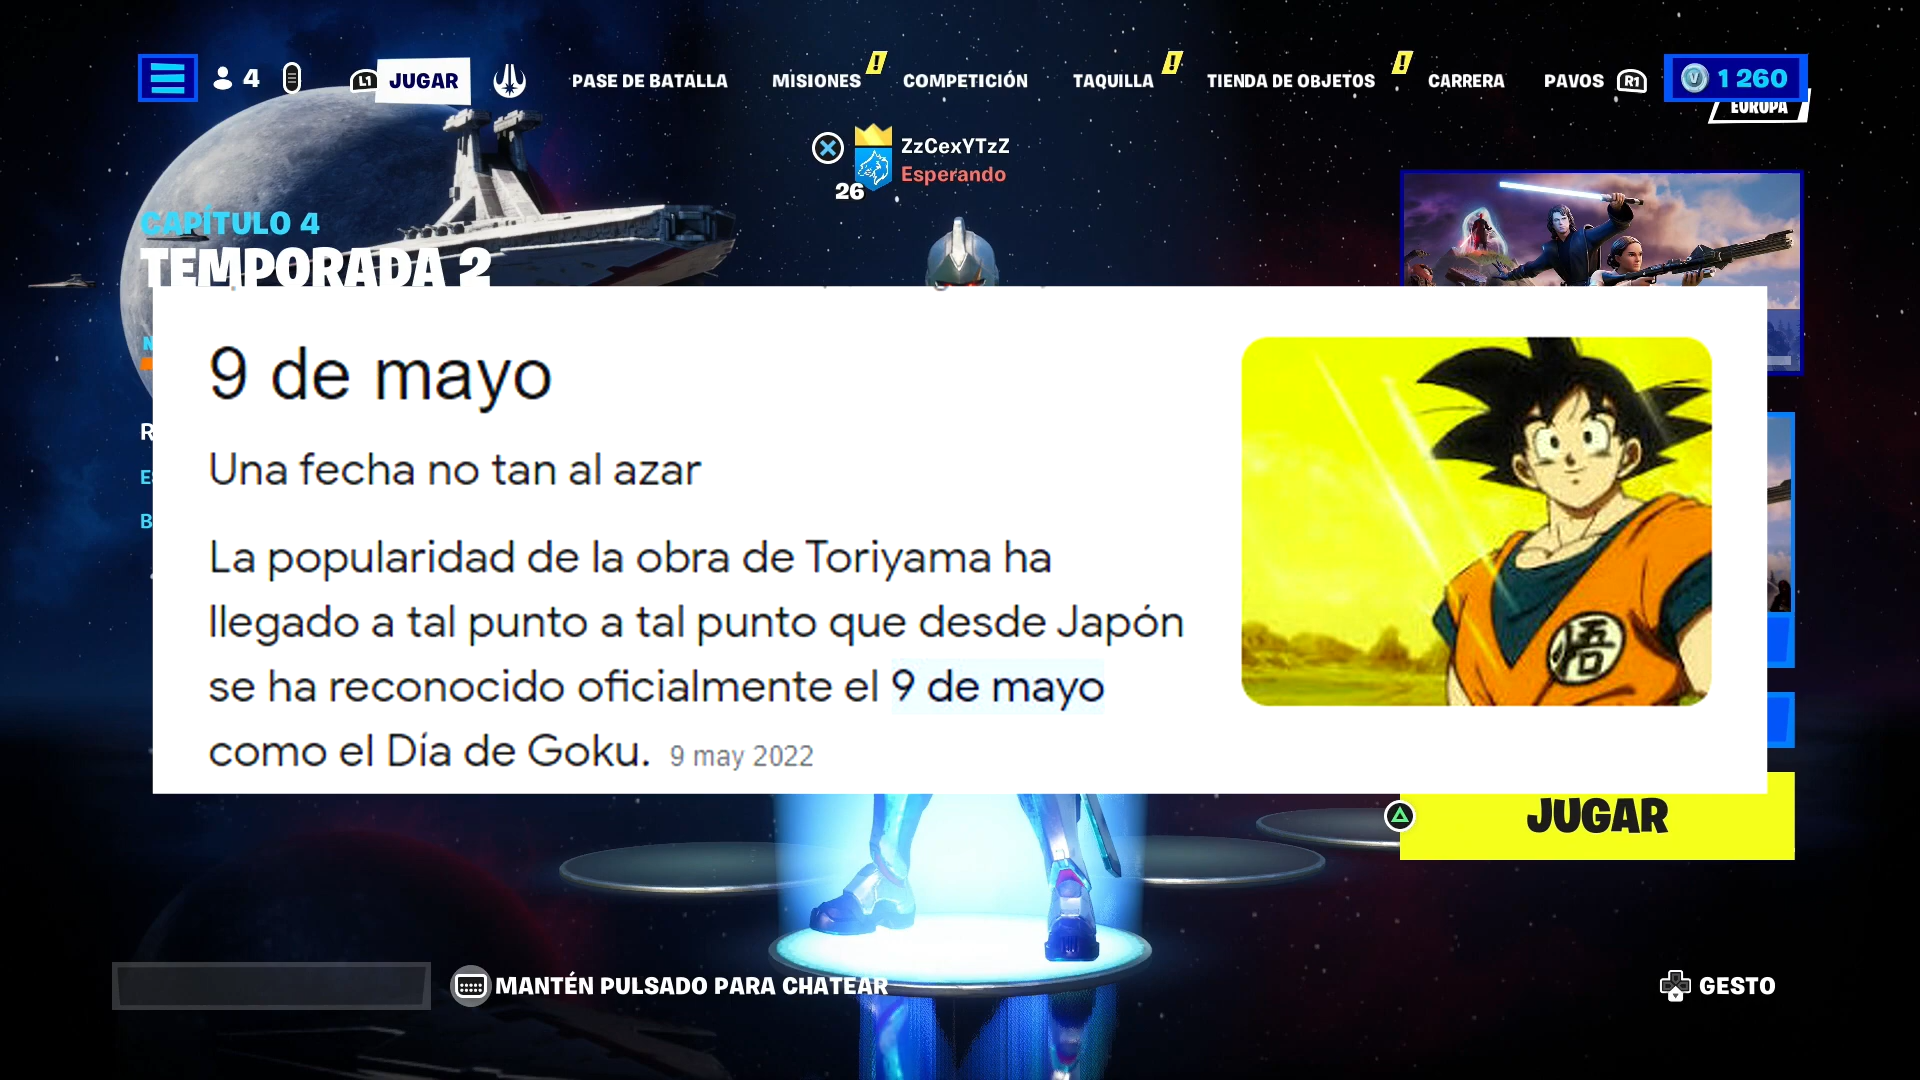 4
L1
JUGAR
PASE DE BATALLA
MISIONES
!
COMPETICIÓN
TAQUILLA
!
TIENDA DE OBJETOS
!
CARRERA
PAVOS
R1
V
1 260
EUROPA
ZzCexYTzZ
26
Esperando
CAPÍTULO 4
TEMPORADA 2
9 de mayo
Una fecha no tan al azar
La popularidad de la obra de Toriyama ha
llegado a tal punto a tal punto que desde Japón
se ha reconocido oficialmente el 9 de mayo
como el Día de Goku. 9 may 2022
悟
JUGAR
MANTÉN PULSADO PARA CHATEAR
GESTO